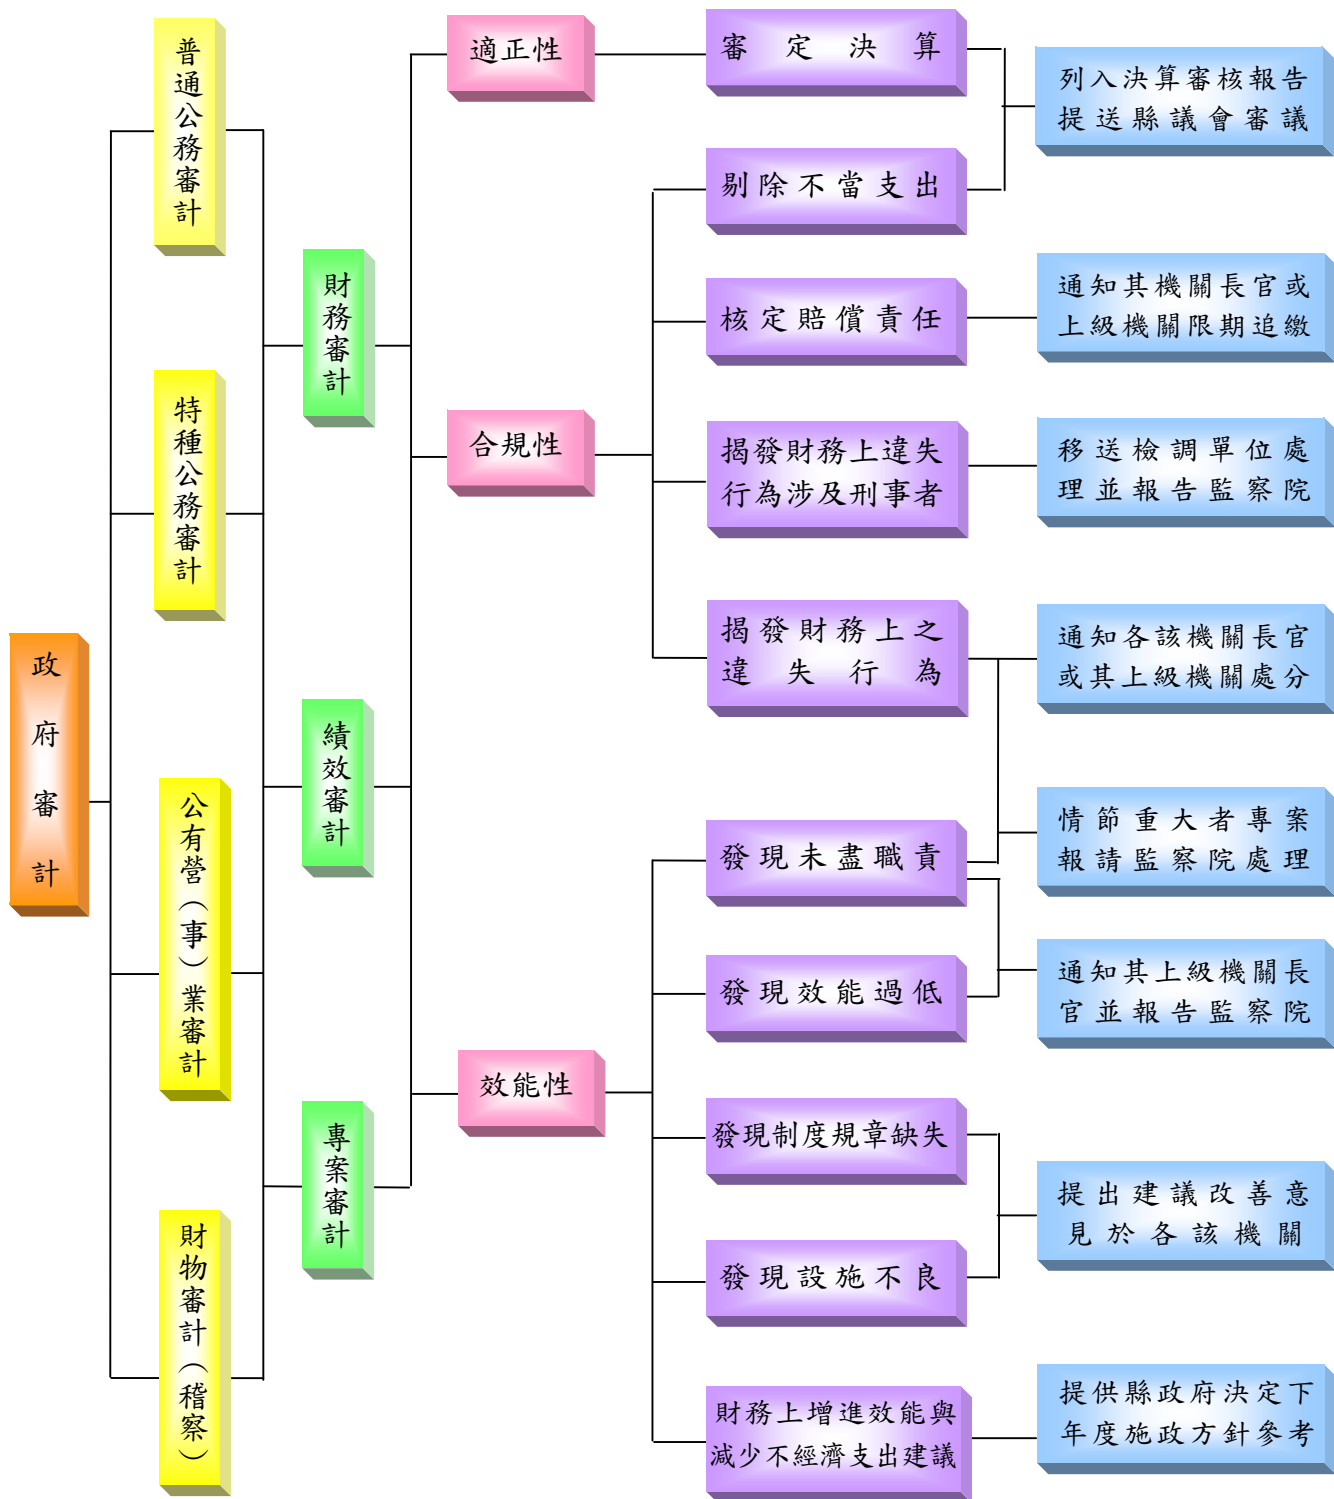 政府審計
普通公務審計
特種公務審計
公有營（事）業審計
財物審計（稽察）
財務審計
績效審計
專案審計
適正性
合規性
效能性
審定決算
剔除不當支出
核定賠償責任
揭發財務上違失
行為涉及刑事者
揭發財務上之
違失行為
發現未盡職責
發現效能過低
發現制度規章缺失
發現設施不良
財務上增進效能與
減少不經濟支出建議
列入決算審核報告
提送縣議會審議
通知其機關長官或
上級機關限期追繳
移送檢調單位處
理並報告監察院
通知各該機關長官
或其上級機關處分
情節重大者專案
報請監察院處理
通知其上級機關長
官並報告監察院
提出建議改善意
見於各該機關
提供縣政府決定下
年度施政方針參考